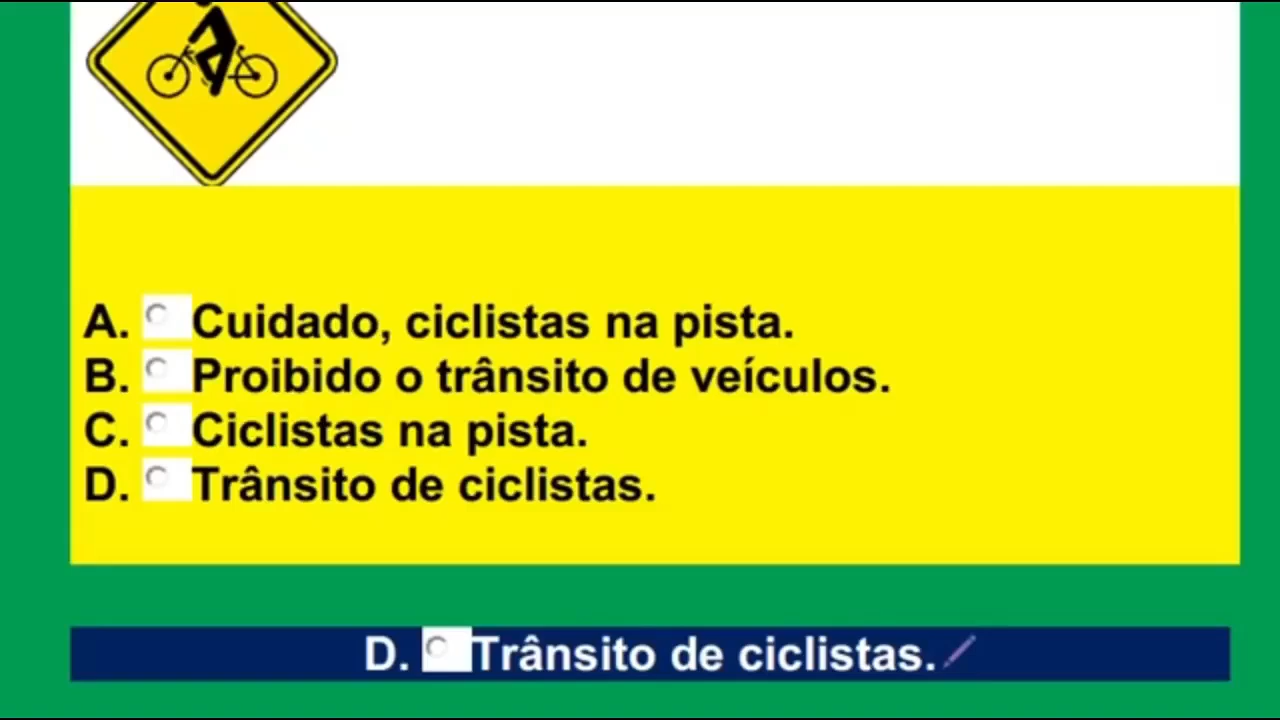 A. Cuidado, ciclistas na pista.
B. Proibido o trânsito de veículos.
C. Ciclistas na pista.
D. Trânsito de ciclistas.
D. Trânsito de ciclistas.